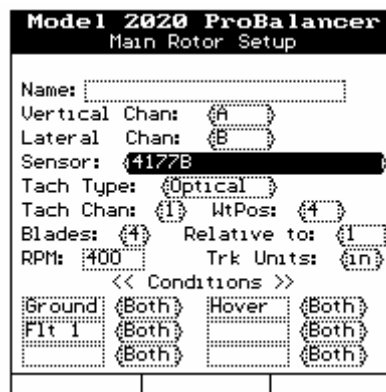 Model 2020 ProBalancer
Main Rotor Setup
Name:
Vertical Chan: {A }
Lateral Chan: {B }
Sensor: {4177B }
Tach Type: {Optical }
Tach Chan: {1} WtPos: {4 }
Blades: {4} Relative to: {1 }
RPM: 400 Trk Units: {in}
<< Conditions >>
Ground {Both} Hover {Both}
Flt 1 {Both} {Both}
{Both} {Both}